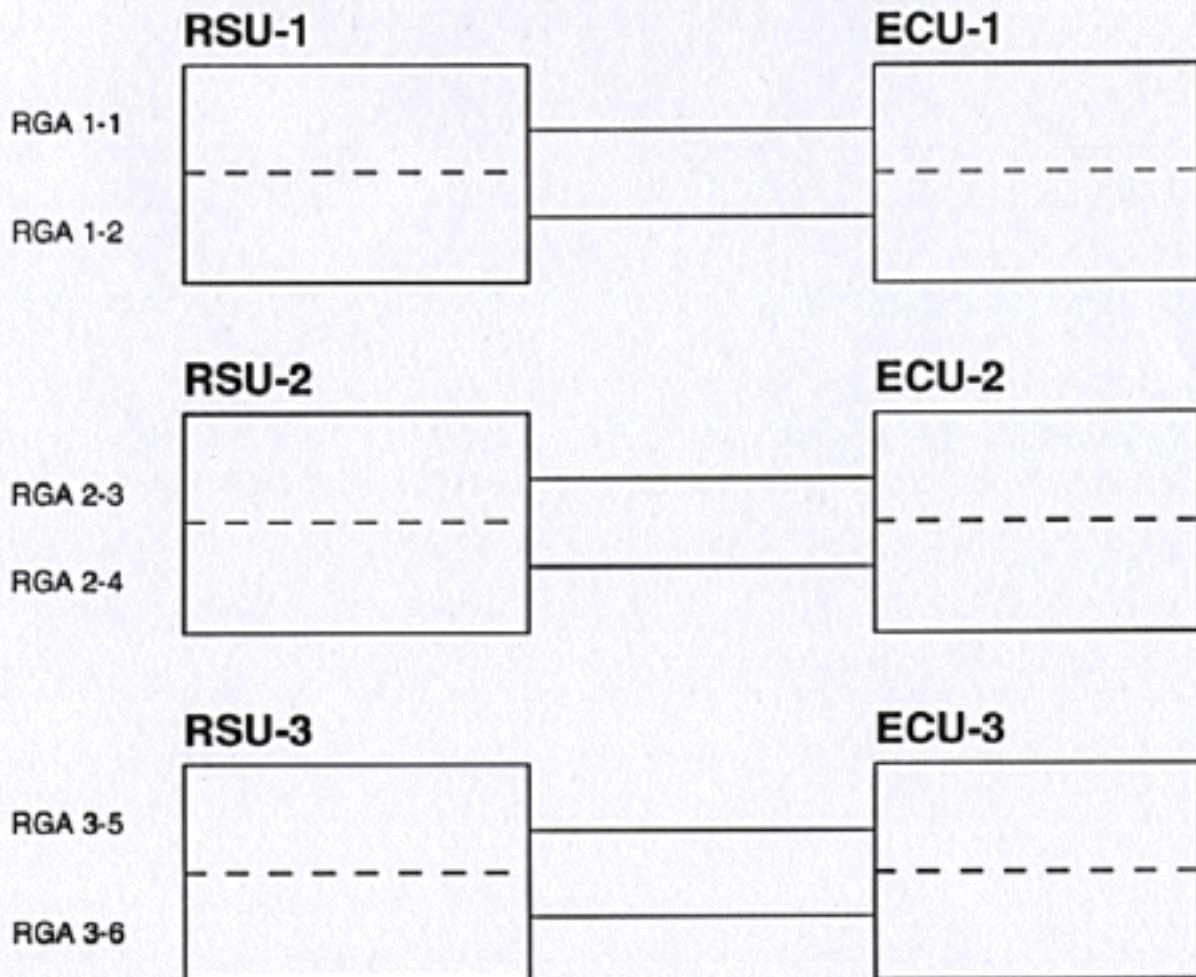 RSU-1 ECU-1
RGA 1-1
RGA 1-2
RSU-2 ECU-2
RGA 2-3
RGA 2-4
RSU-3 ECU-3
RGA 3-5
RGA 3-6